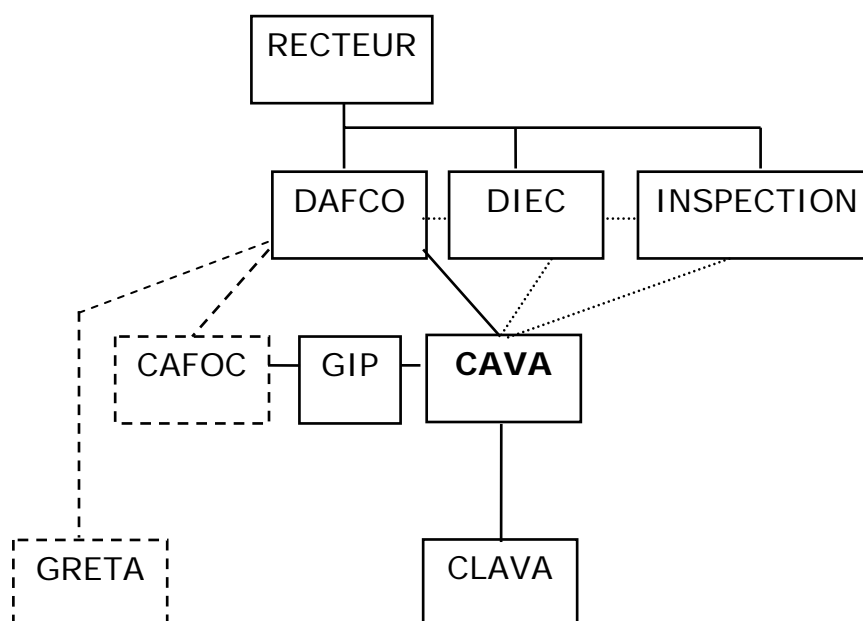 RECTEUR
DAFCO DIEC INSPECTION
CAFOC GIP CAVA
GRETA CLAVA